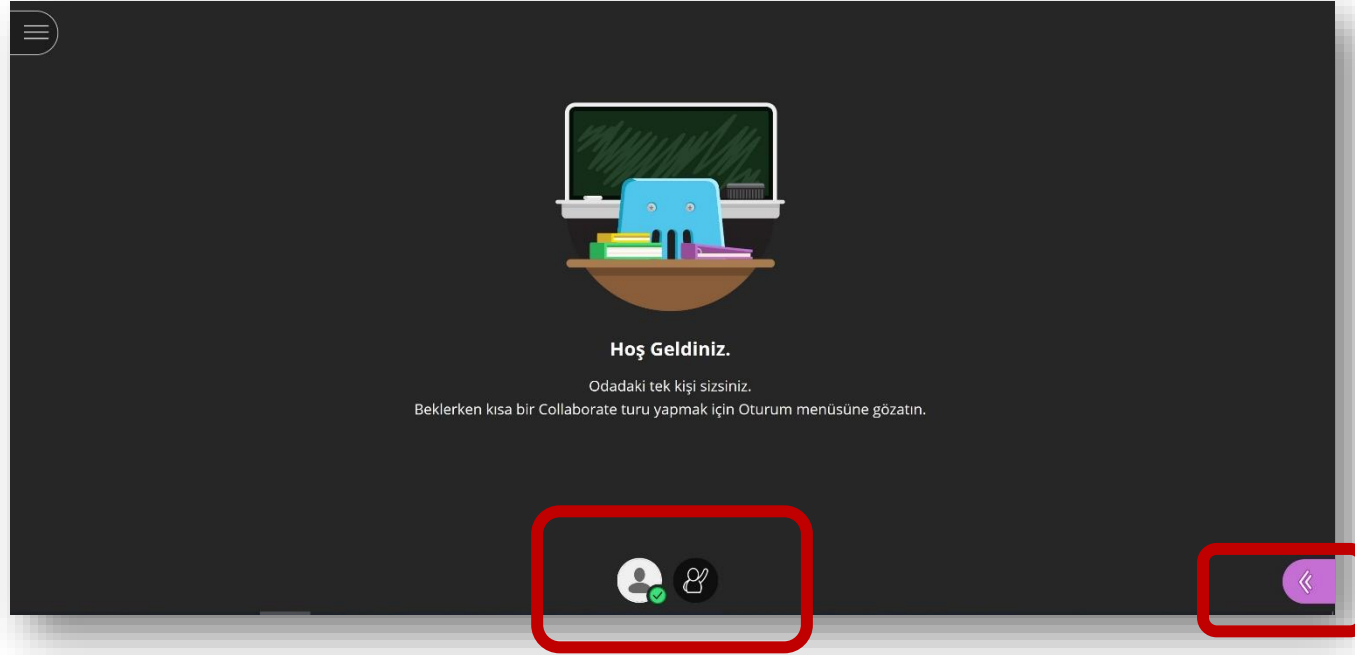 Hoş Geldiniz.
Odadaki tek kişi sizsiniz.
Beklerken kısa bir Collaborate turu yapmak için Oturum menüsüne gözatın.